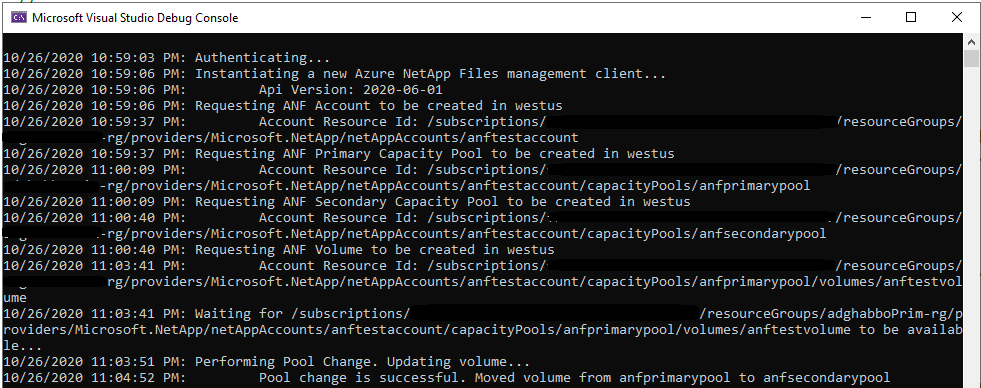 Microsoft Visual Studio Debug Console
10/26/2020 10:59:03 PM: Authenticating...
10/26/2020 10:59:06 PM: Instantiating a new Azure NetApp Files management client...
10/26/2020 10:59:06 PM:         Api Version: 2020-06-01
10/26/2020 10:59:06 PM: Requesting ANF Account to be created in westus
10/26/2020 10:59:37 PM:         Account Resource Id: /subscriptions/ /resourceGroups/
-rg/providers/Microsoft.NetApp/netAppAccounts/anftestaccount
10/26/2020 10:59:37 PM: Requesting ANF Primary Capacity Pool to be created in westus
10/26/2020 11:00:09 PM:         Account Resource Id: /subscriptions/ /resourceGroups/
-rg/providers/Microsoft.NetApp/netAppAccounts/anftestaccount/capacityPools/anfprimarypool
10/26/2020 11:00:09 PM: Requesting ANF Secondary Capacity Pool to be created in westus
10/26/2020 11:00:40 PM:         Account Resource Id: /subscriptions/ /resourceGroups/
-rg/providers/Microsoft.NetApp/netAppAccounts/anftestaccount/capacityPools/anfsecondarypool
10/26/2020 11:00:40 PM: Requesting ANF Volume to be created in westus
10/26/2020 11:03:41 PM:         Account Resource Id: /subscriptions/ /resourceGroups/
rg/providers/Microsoft.NetApp/netAppAccounts/anftestaccount/capacityPools/anfprimarypool/volumes/anftestvol
ume
10/26/2020 11:03:41 PM: Waiting for /subscriptions/ /resourceGroups/adghabboPrim-rg/p
roviders/Microsoft.NetApp/netAppAccounts/anftestaccount/capacityPools/anfprimarypool/volumes/anftestvolume to be availab
le...
10/26/2020 11:03:51 PM: Performing Pool Change. Updating volume...
10/26/2020 11:04:52 PM:         Pool change is successful. Moved volume from anfprimarypool to anfsecondarypool